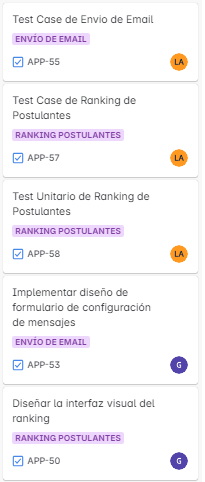 Test Case de Envio de Email
ENVÍO DE EMAIL
APP-55
LA
Test Case de Ranking de
Postulantes
RANKING POSTULANTES
APP-57
LA
Test Unitario de Ranking de
Postulantes
RANKING POSTULANTES
APP-58
LA
Implementar diseño de
formulario de configuración
de mensajes
ENVÍO DE EMAIL
APP-53
G
Diseñar la interfaz visual del
ranking
RANKING POSTULANTES
APP-50
G